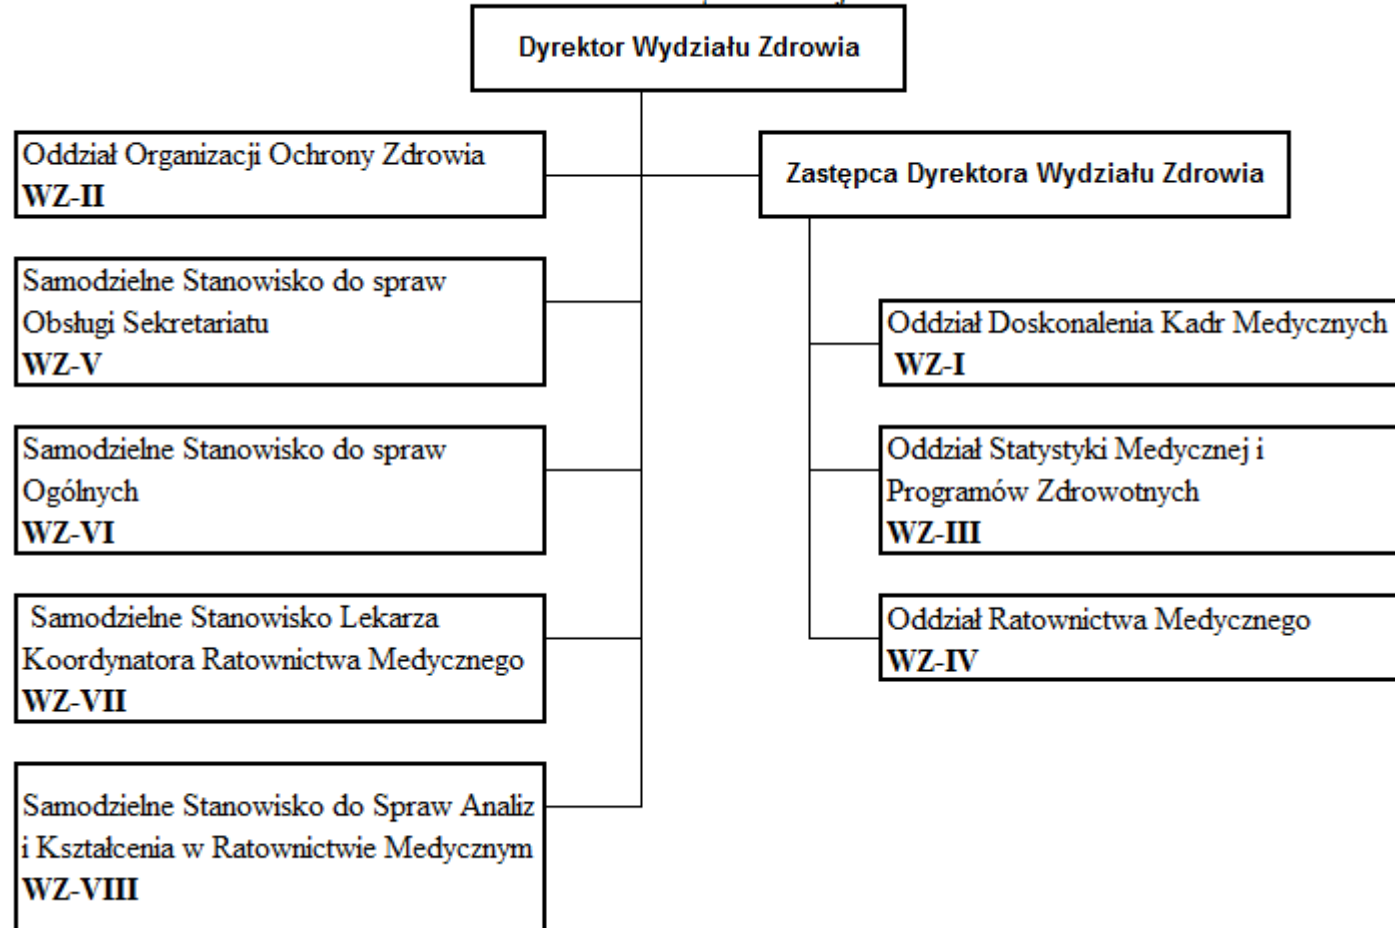 Dyrektor Wydziału Zdrowia
Oddział Organizacji Ochrony Zdrowia
WZ-II
Zastępca Dyrektora Wydziału Zdrowia
Samodzielne Stanowisko do spraw
Obsługi Sekretariatu
WZ-V
Oddział Doskonalenia Kadr Medycznych
WZ-I
Samodzielne Stanowisko do spraw
Ogólnych
WZ-VI
Oddział Statystyki Medycznej i
Programów Zdrowotnych
WZ-III
Samodzielne Stanowisko Lekarza
Koordynatora Ratownictwa Medycznego
WZ-VII
Oddział Ratownictwa Medycznego
WZ-IV
Samodzielne Stanowisko do Spraw Analiz
i Kształcenia w Ratownictwie Medycznym
WZ-VIII